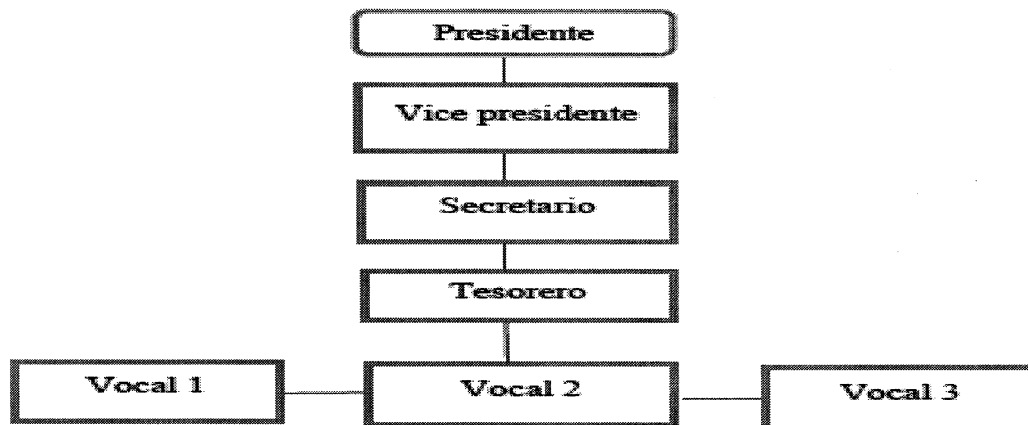 Presidente
Vice presidente
Secretario
Tesorero
Vocal 1
Vocal 2
Vocal 3